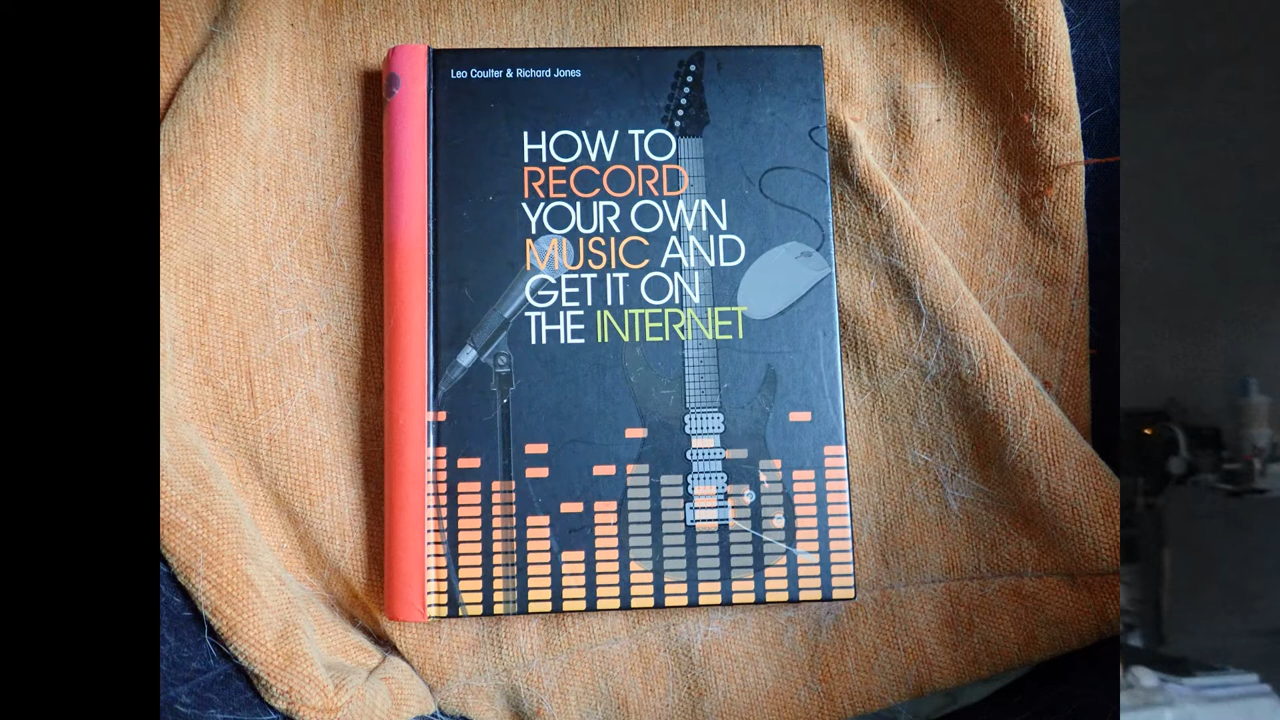 Leo Coulter & Richard Jones
HOW TO
RECORD
YOUR OWN
MUSIC AND
GET IT ON
THE INTERNET